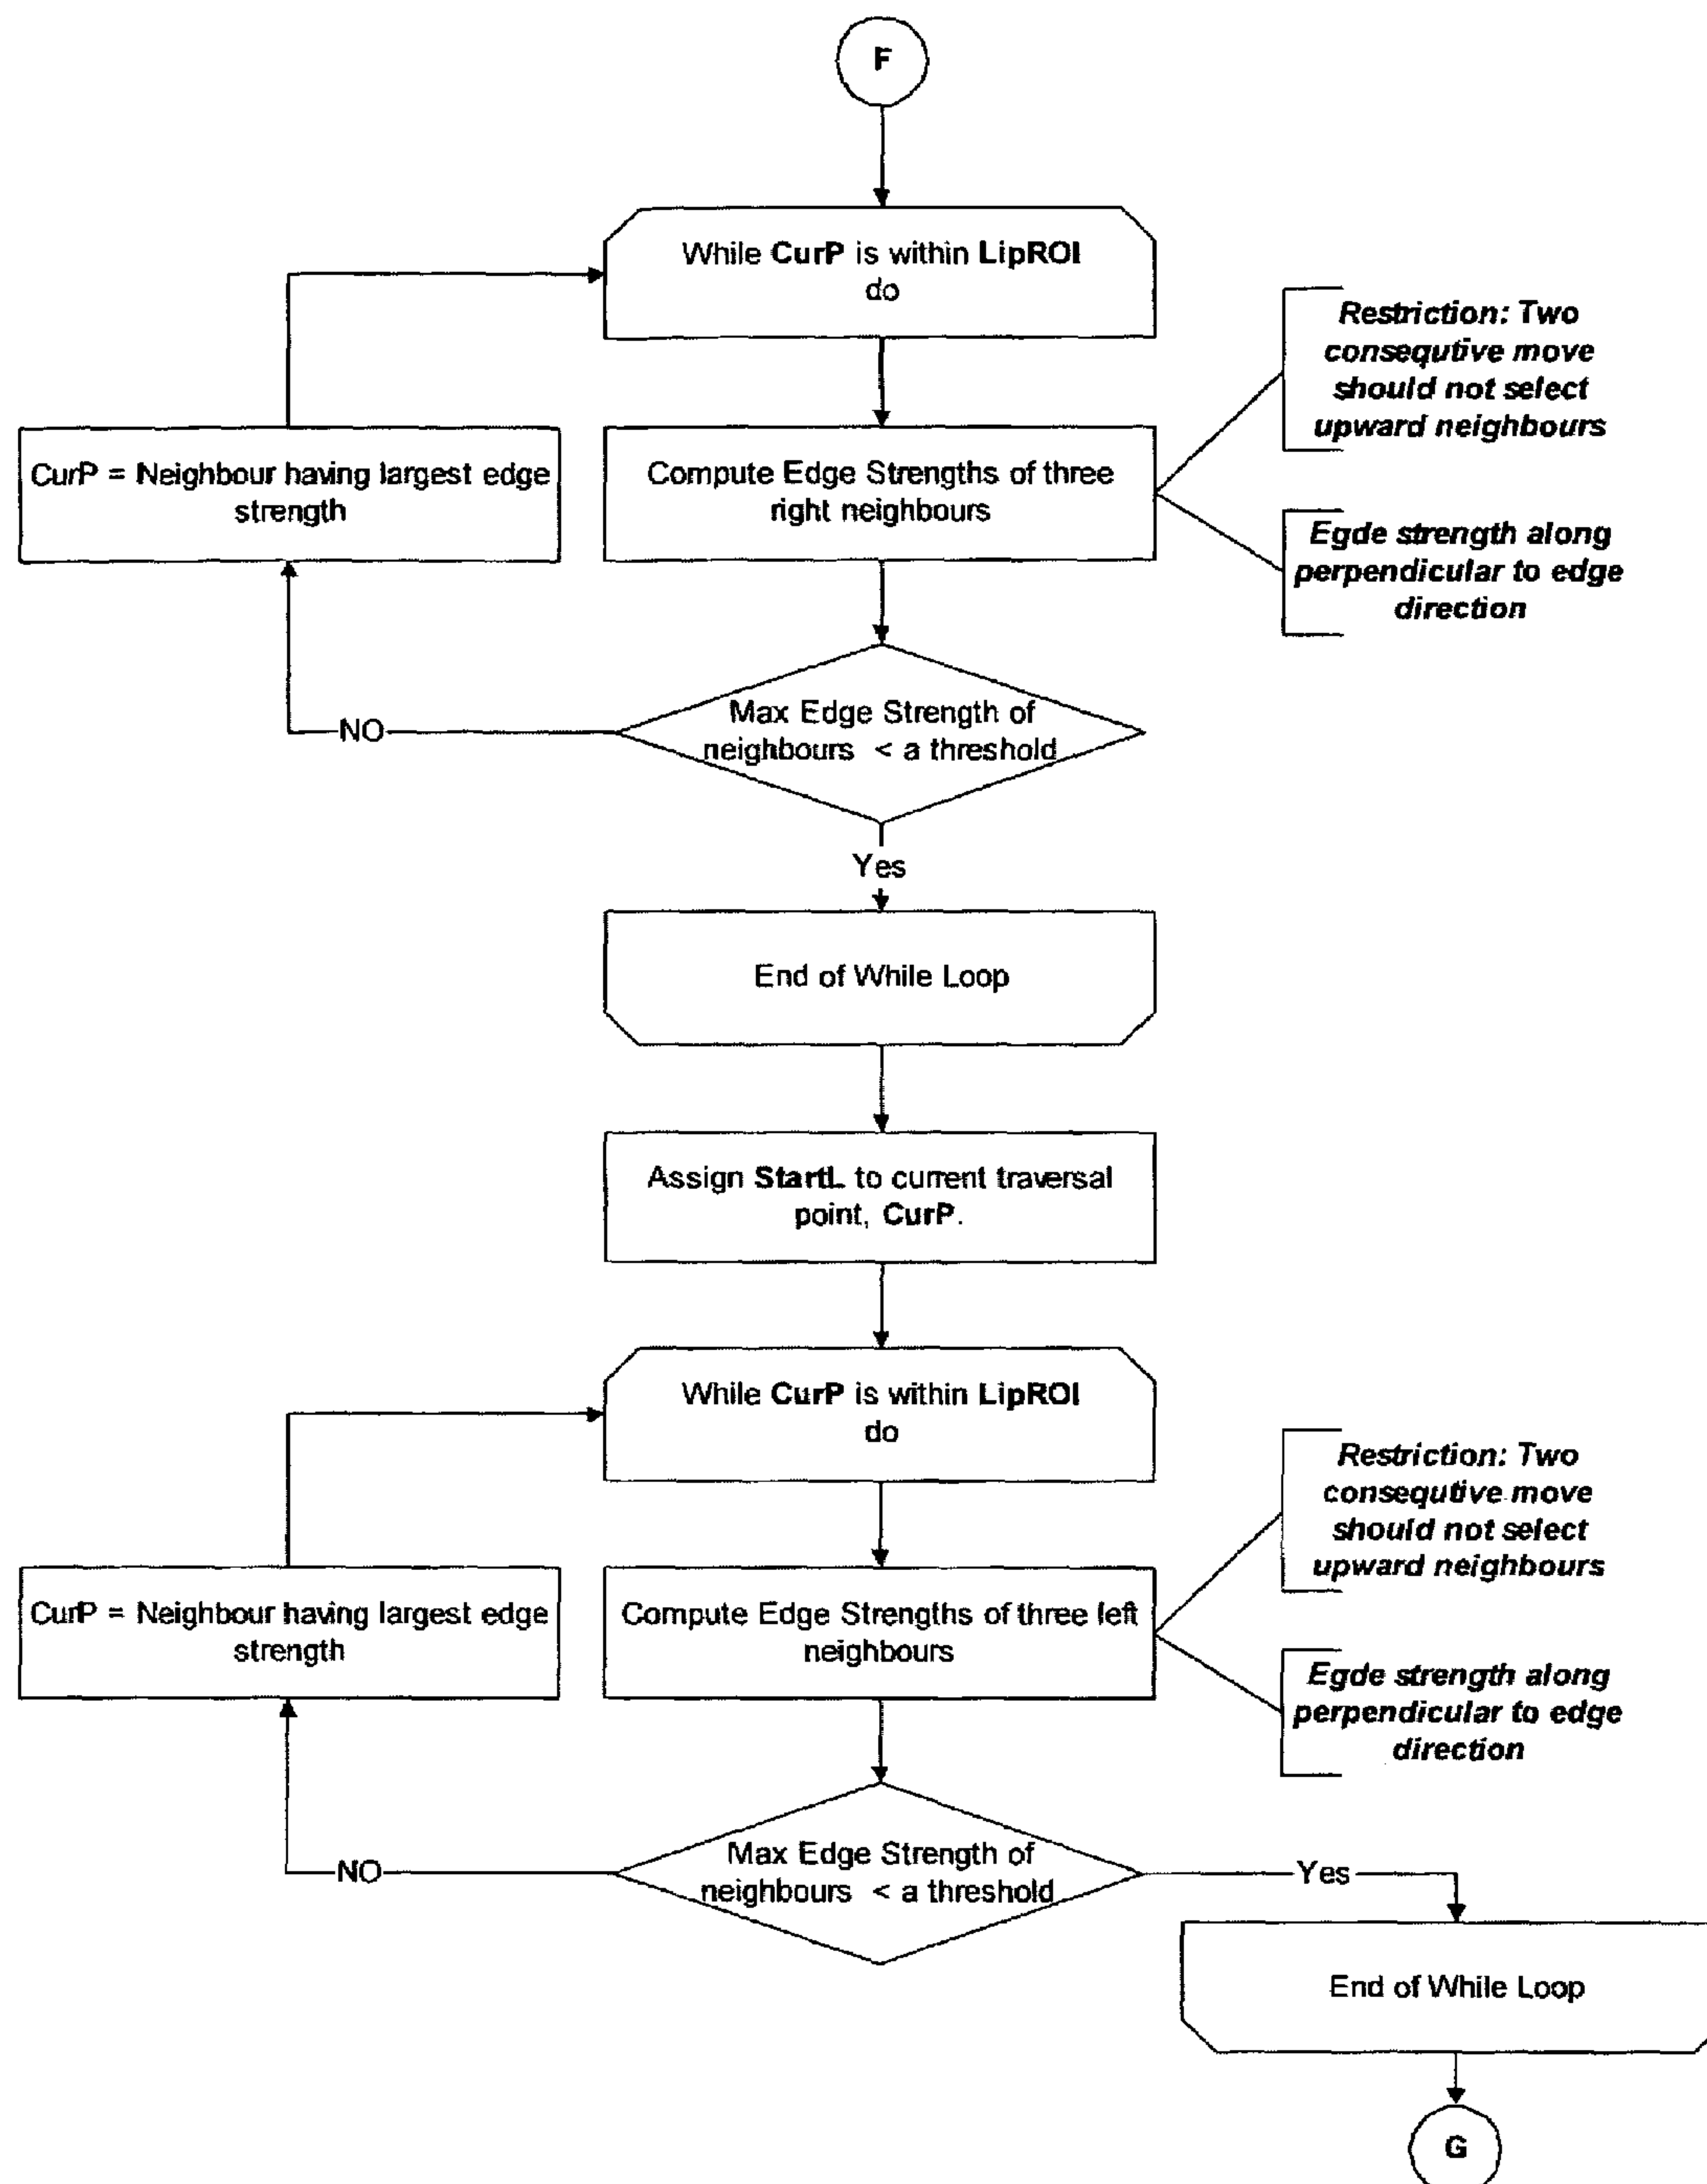 F
While CurP is within LipROI
do
Restriction: Two
consequtive move
should not select
upward neighbours
CurP = Neighbour having largest edge
strength
Compute Edge Strengths of three
right neighbours
Egde strength along
perpendicular to edge
direction
Max Edge Strength of
neighbours < a threshold
NO
Yes
End of While Loop
Assign StartL to current traversal
point, CurP.
While CurP is within LipROI
do
Restriction: Two
consequtive move
should not select
upward neighbours
CurP = Neighbour having largest edge
strength
Compute Edge Strengths of three left
neighbours
Egde strength along
perpendicular to edge
direction
Max Edge Strength of
neighbours < a threshold
NO
Yes
End of While Loop
G